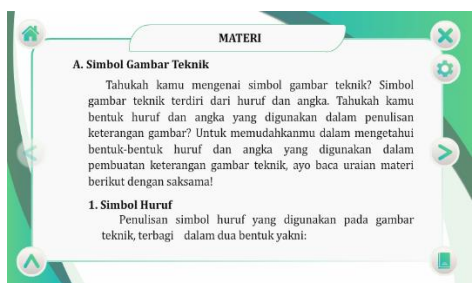 MATERI
A. Simbol Gambar Teknik
Tahukah kamu mengenai simbol gambar teknik? Simbol
gambar teknik terdiri dari huruf dan angka. Tahukah kamu
bentuk huruf dan angka yang digunakan dalam penulisan
keterangan gambar? Untuk memudahkanmu dalam mengetahui
bentuk-bentuk huruf dan angka yang digunakan dalam
pembuatan keterangan gambar teknik, ayo baca uraian materi
berikut dengan saksama!
1. Simbol Huruf
Penulisan simbol huruf yang digunakan pada gambar
teknik, terbagi dalam dua bentuk yakni: